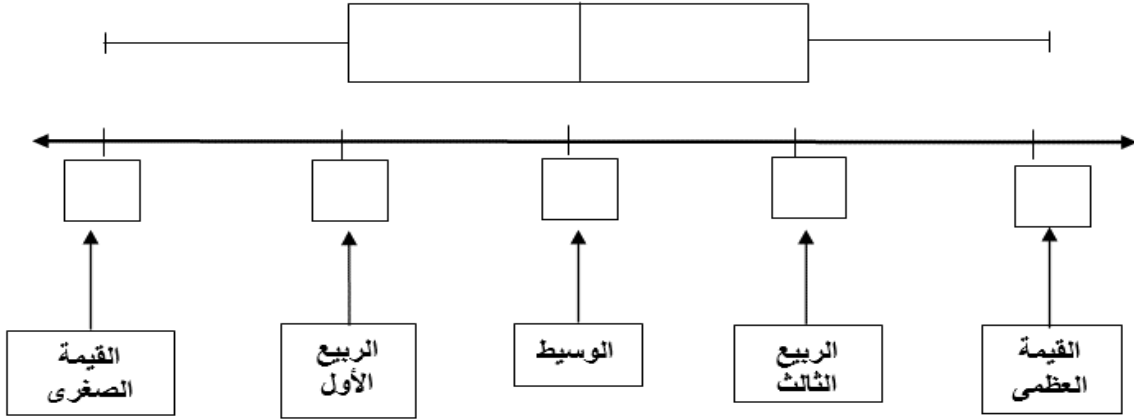 القيمة
العظمى
الربيع
الثالث
الوسيط
الربيع
الأول
القيمة
الصغرى